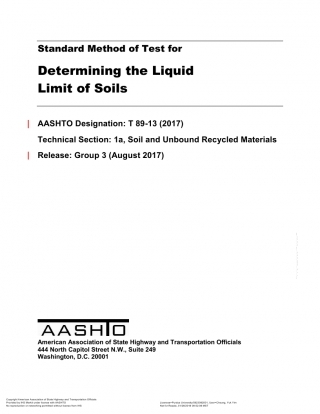 Standard Method of Test for
Determining the Liquid
Limit of Soils
AASHTO Designation: T 89-13 (2017)
Technical Section: 1a, Soil and Unbound Recycled Materials
Release: Group 3 (August 2017)
AASHTO
American Association of State Highway and Transportation Officials
444 North Capitol Street N.W., Suite 249
Washington, D.C. 20001